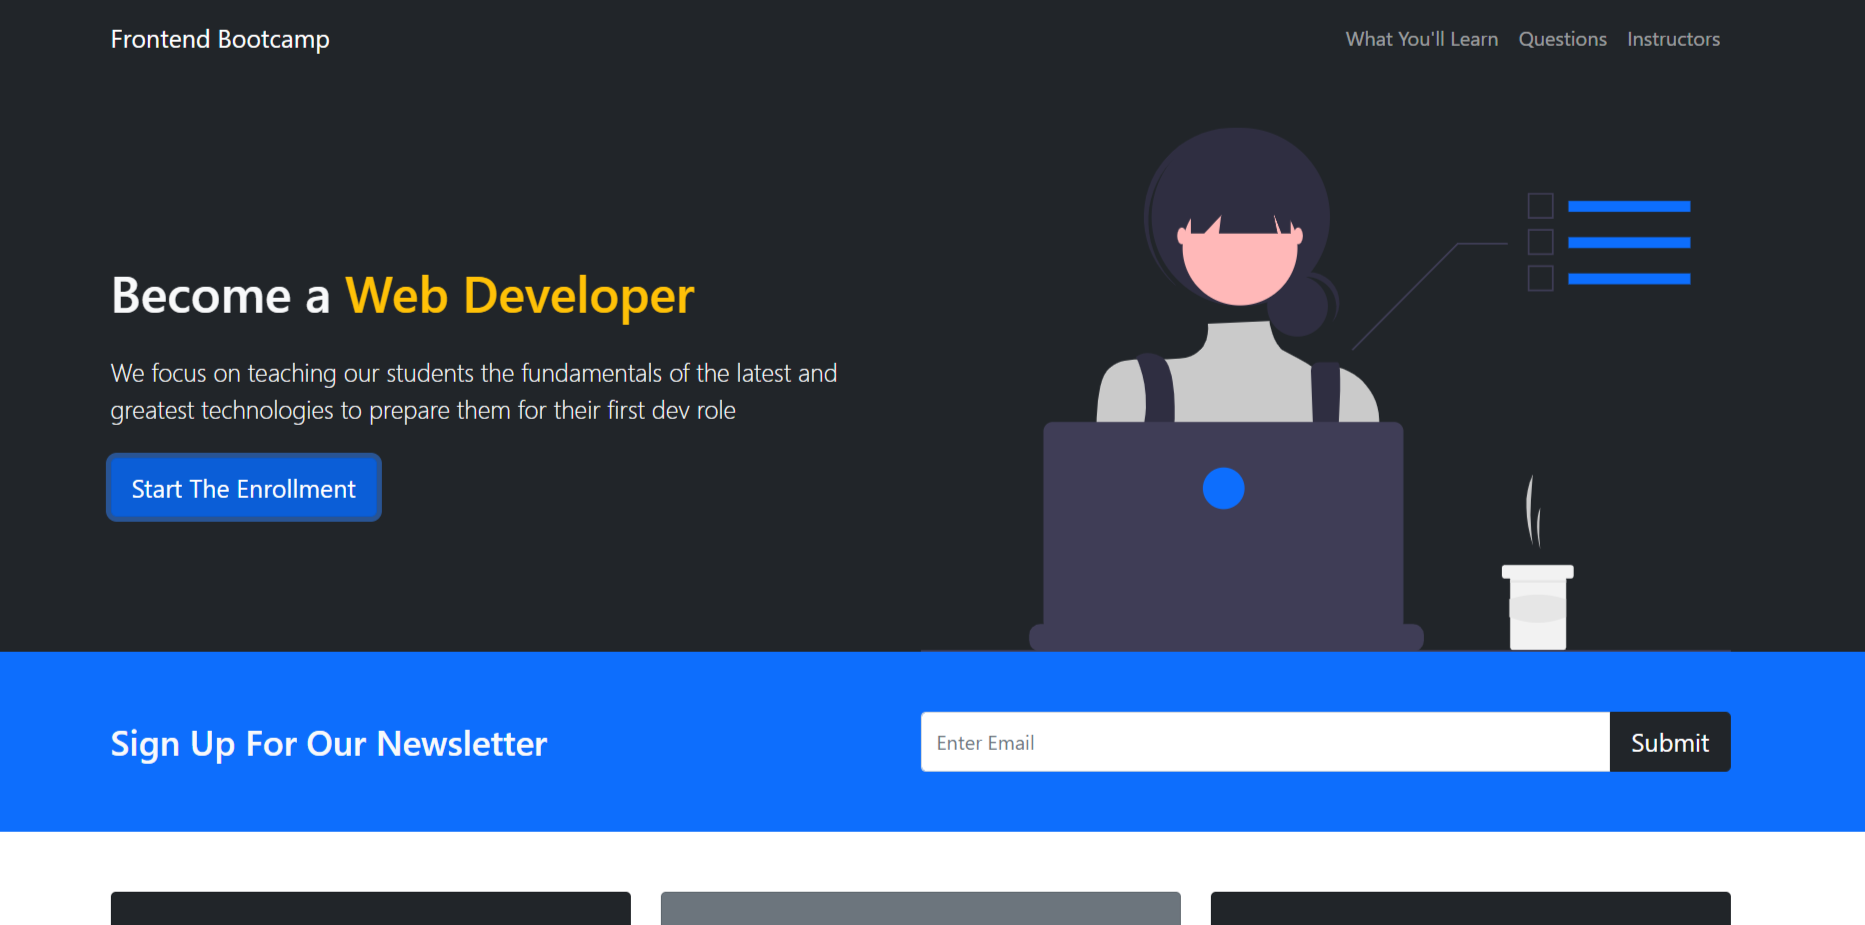 Frontend Bootcamp
What You'll Learn Questions Instructors
Become a Web Developer
We focus on teaching our students the fundamentals of the latest and
greatest technologies to prepare them for their first dev role
Start The Enrollment
Sign Up For Our Newsletter
Enter Email
Submit